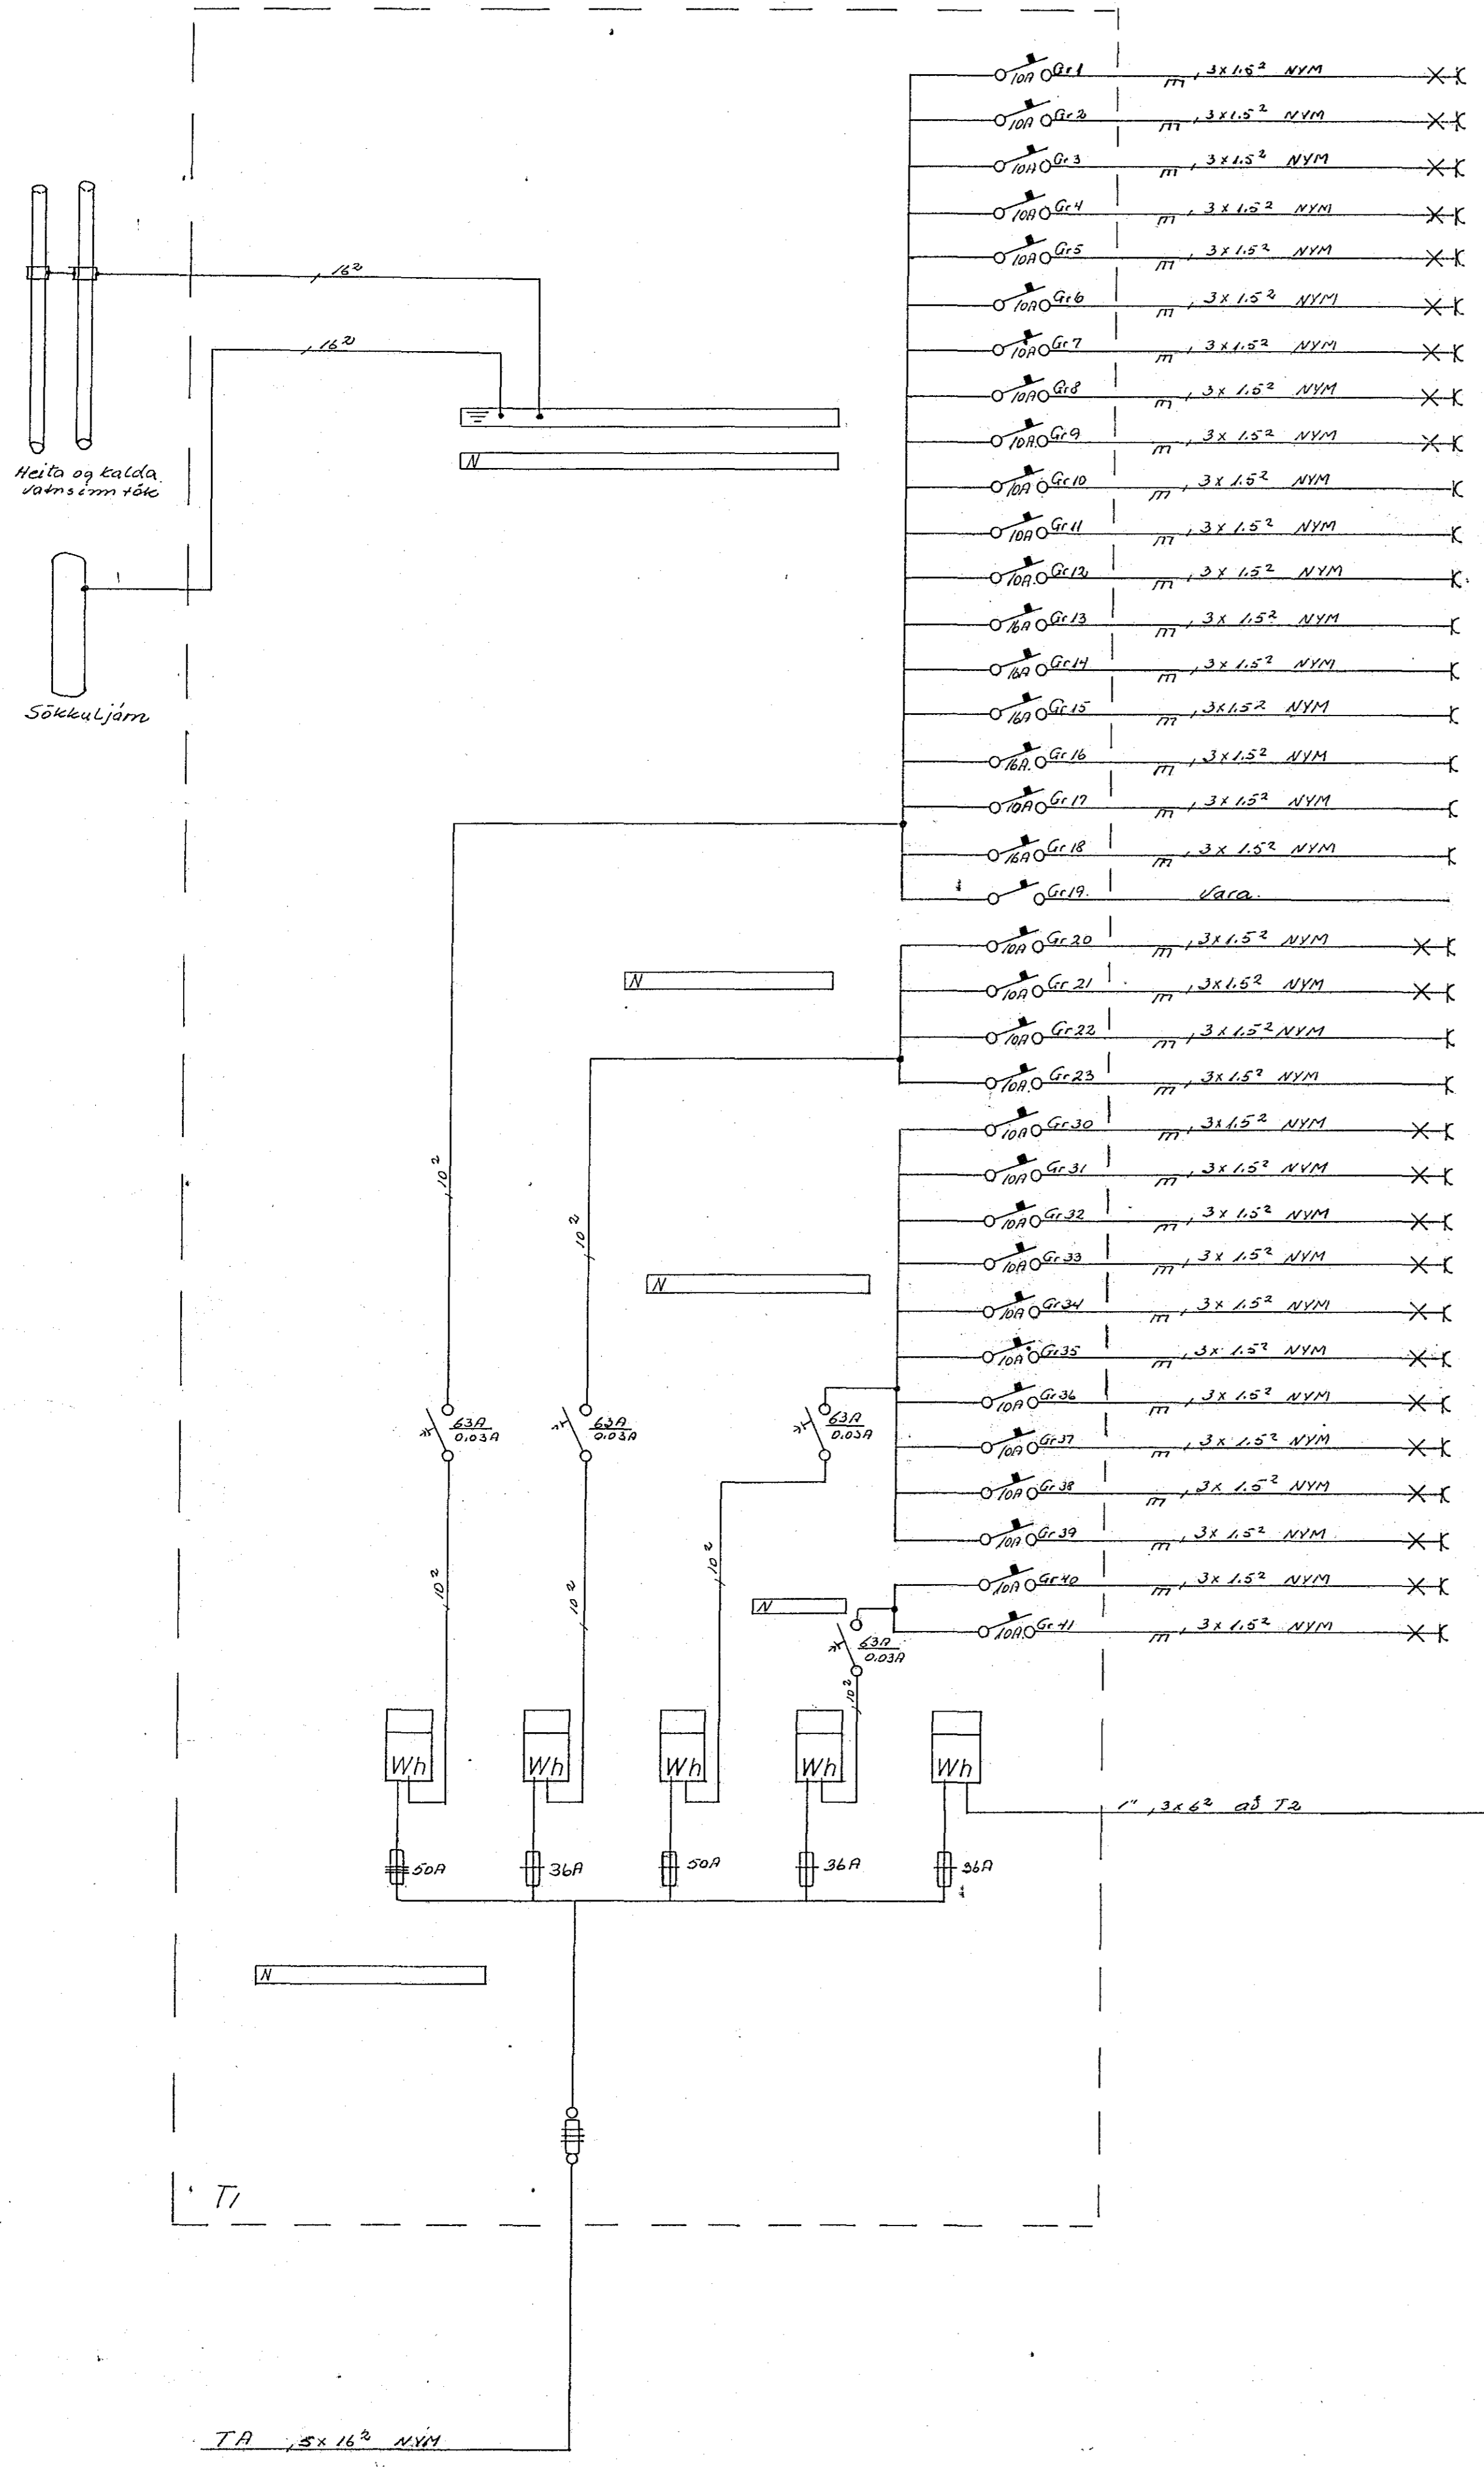 10A Gr1 m, 3x1.5² NYM
10A Gr2 m, 3x1.5² NYM
10A Gr3 m, 3x1.5² NYM
10A Gr4 m, 3x1.5² NYM
10A Gr5 m, 3x1.5² NYM
16²
10A Gr6 m, 3x1.5² NYM
16²
10A Gr7 m, 3x1.5² NYM
10A Gr8 m, 3x1.5² NYM
10A Gr9 m, 3x1.5² NYM
N
Heita og kalda
vatnsinntök
10A Gr10 m, 3x1.5² NYM
10A Gr11 m, 3x1.5² NYM
10A. Gr12 m, 3x1.5² NYM
16A Gr13 m, 3x1.5² NYM
16A Gr14 m, 3x1.5² NYM
Sökkuljárn
16A Gr15 m, 3x1.5² NYM
16A. Gr16 m, 3x1.5² NYM
10A Gr17 m, 3x1.5² NYM
16A Gr18 m, 3x1.5² NYM
Gr19. Vara.
10A Gr20 m, 3x1.5² NYM
N
10A Gr21 m, 3x1.5² NYM
10A Gr22 m, 3x1.5² NYM
10A. Gr23 m, 3x1.5² NYM
10A Gr30 m, 3x1.5² NYM
10²
10A Gr31 m, 3x1.5² NYM
10²
10A Gr32 m, 3x1.5² NYM
10A Gr33 m, 3x1.5² NYM
N
10A Gr34 m, 3x1.5² NYM
10A Gr35 m, 3x1.5² NYM
10A Gr36 m, 3x1.5² NYM
63A
0.03A
63A
0.03A
63A
0.03A
10A Gr37 m, 3x1.5² NYM
10A Gr38 m, 3x1.5² NYM
10A Gr39 m, 3x1.5² NYM
10²
10²
10²
10A Gr40 m, 3x1.5² NYM
N
10A. Gr41 m, 3x1.5² NYM
63A
0.03A
10²
Wh Wh Wh Wh Wh
1", 3x6² að T2
50A 36A 50A 36A 36A
N
T1
TA, 5x16² NYM